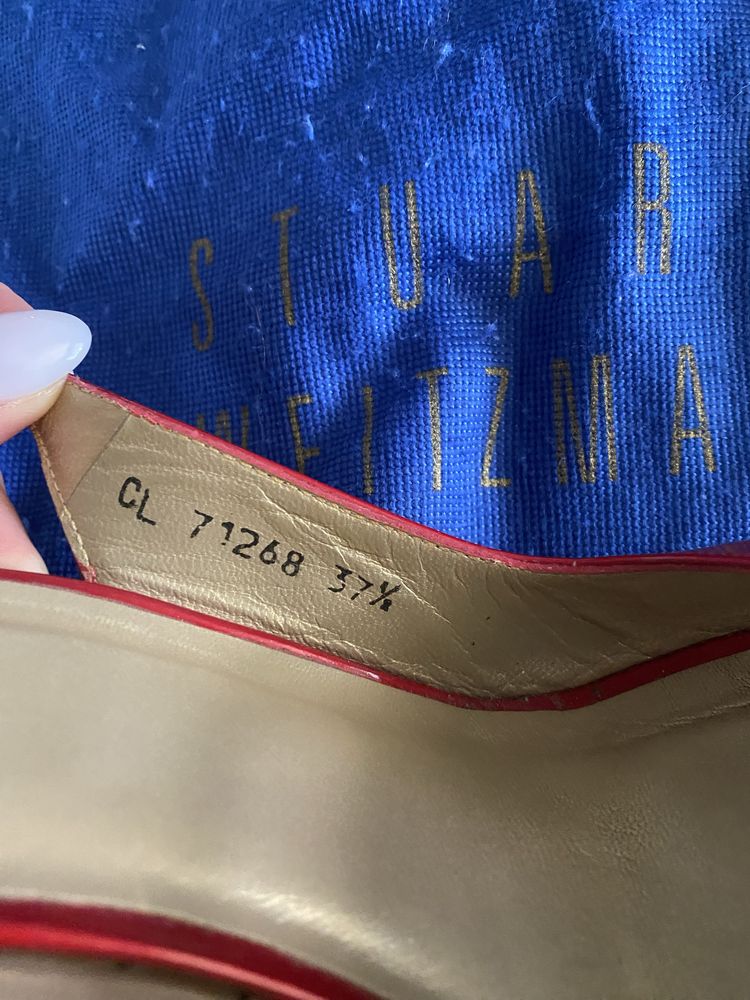 STUAR
WEITZMA
CL 71268 37½